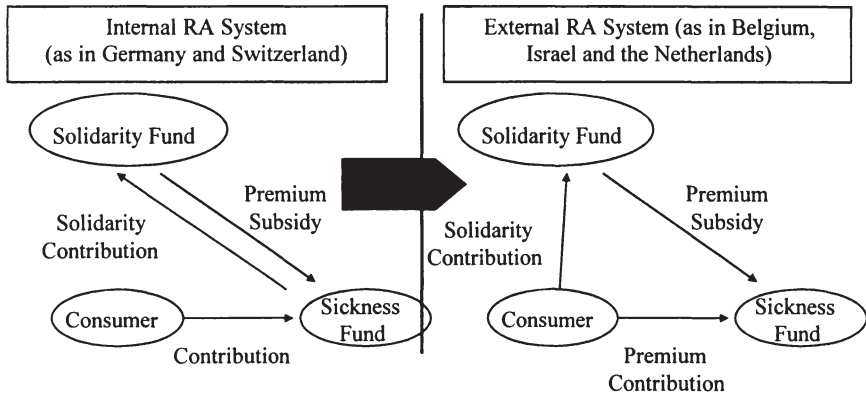 Internal RA System
(as in Germany and Switzerland)
Solidarity Fund
Premium
Subsidy
Solidarity
Contribution
Consumer
Sickness
Fund
Contribution
External RA System (as in Belgium,
Israel and the Netherlands)
Solidarity Fund
Premium
Subsidy
Solidarity
Contribution
Consumer
Sickness
Fund
Premium
Contribution